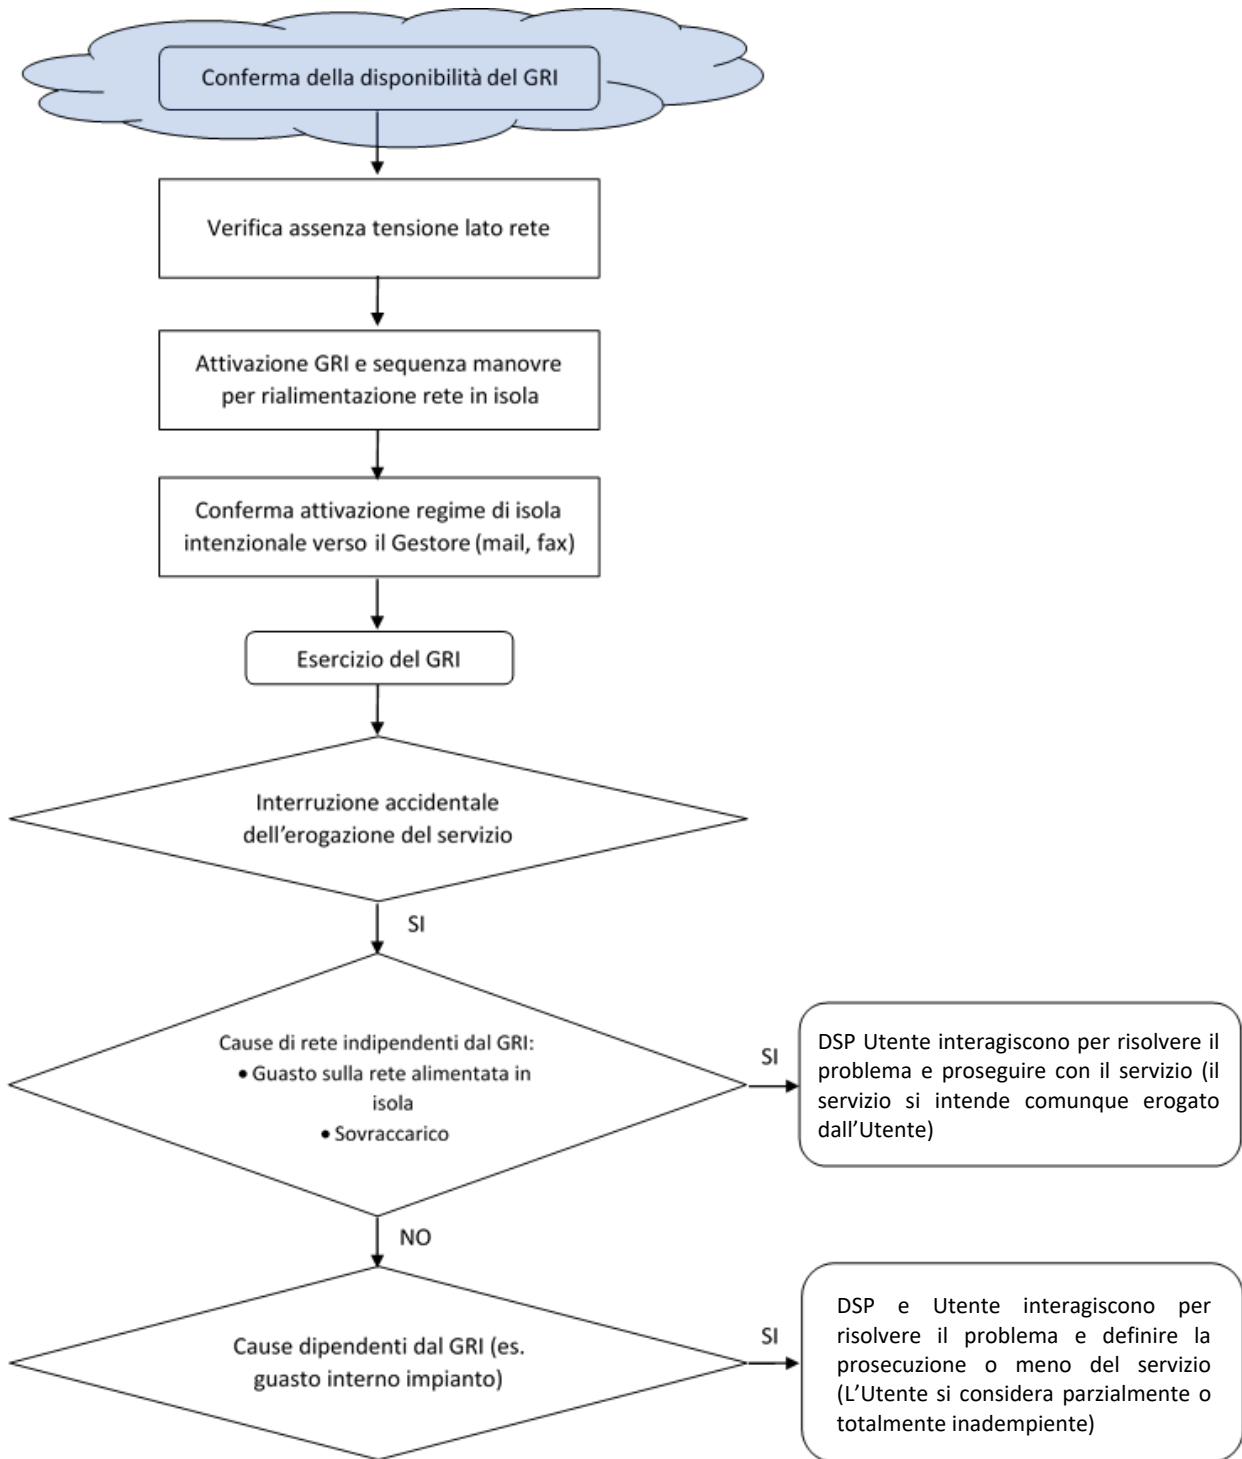 Conferma della disponibilità del GRI
Verifica assenza tensione lato rete
Attivazione GRI e sequenza manovre
per rialimentazione rete in isola
Conferma attivazione regime di isola
intenzionale verso il Gestore (mail, fax)
Esercizio del GRI
Interruzione accidentale
dell’erogazione del servizio
SI
Cause di rete indipendenti dal GRI:
• Guasto sulla rete alimentata in
isola
• Sovraccarico
SI
DSP Utente interagiscono per risolvere il
problema e proseguire con il servizio (il
servizio si intende comunque erogato
dall’Utente)
NO
Cause dipendenti dal GRI (es.
guasto interno impianto)
SI
DSP e Utente interagiscono per
risolvere il problema e definire la
prosecuzione o meno del servizio
(L’Utente si considera parzialmente o
totalmente inadempiente)